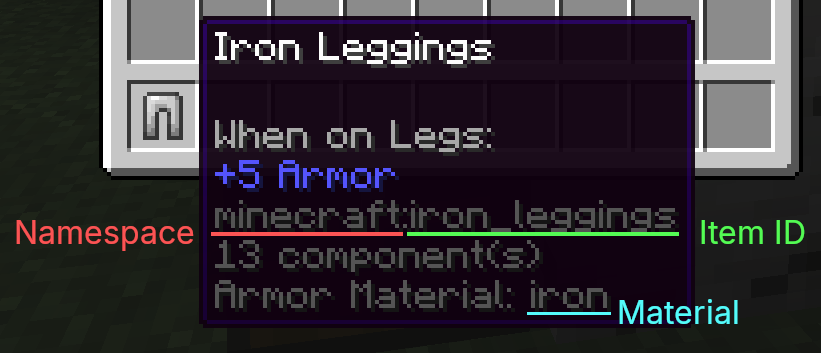 Iron Leggings
When on Legs:
+5 Armor
Namespace minecraft:iron_leggings Item ID
13 component(s)
Armor Material: iron
Material